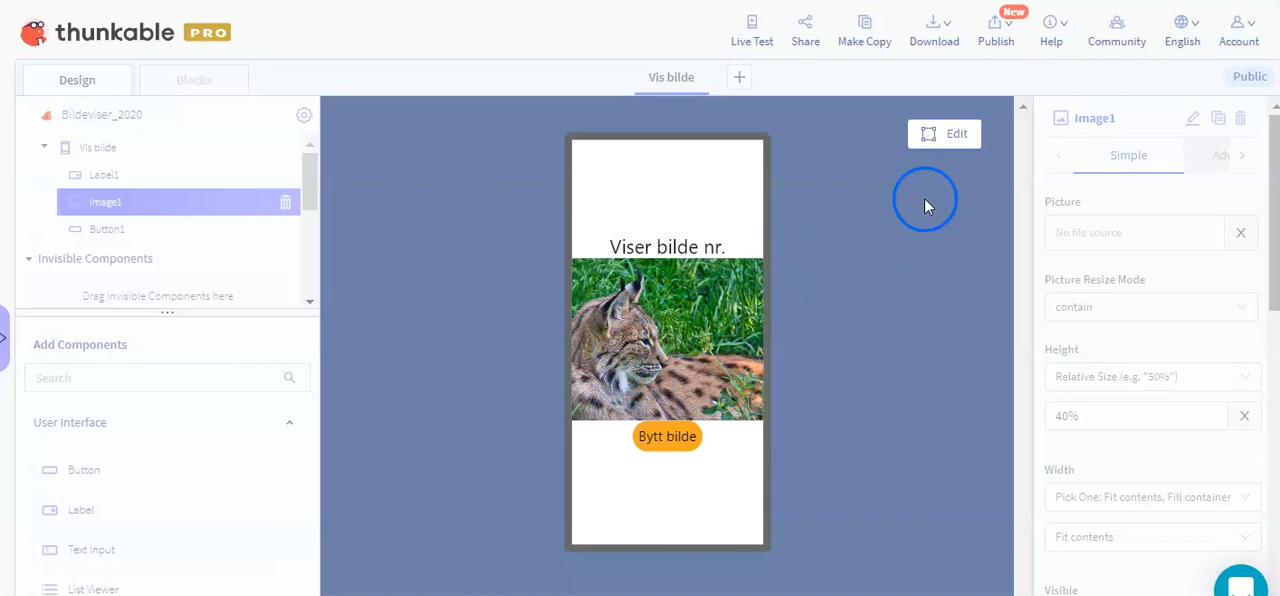 thunkable PRO
Live Test
Share
Make Copy
Download
New
Publish
Help
Community
English
Account
Design
Blocks
Vis bilde
+
Public
Bildeviser_2020
Vis bilde
Label1
Image1
Button1
Invisible Components
Drag Invisible Components here
Add Components
Search
User Interface
Button
Label
Text Input
List Viewer
Edit
Viser bilde nr.
Bytt bilde
Image1
Simple
Adv
Picture
No file source
Picture Resize Mode
contain
Height
Relative Size (e.g. "50%")
40%
Width
Pick One: Fit contents, Fill container
Fit contents
Visible